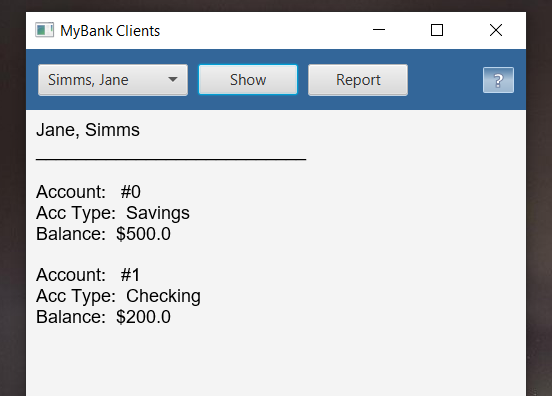 MyBank Clients
Simms, Jane Show Report ?
Jane, Simms
Account: #0
Acc Type: Savings
Balance: $500.0
Account: #1
Acc Type: Checking
Balance: $200.0